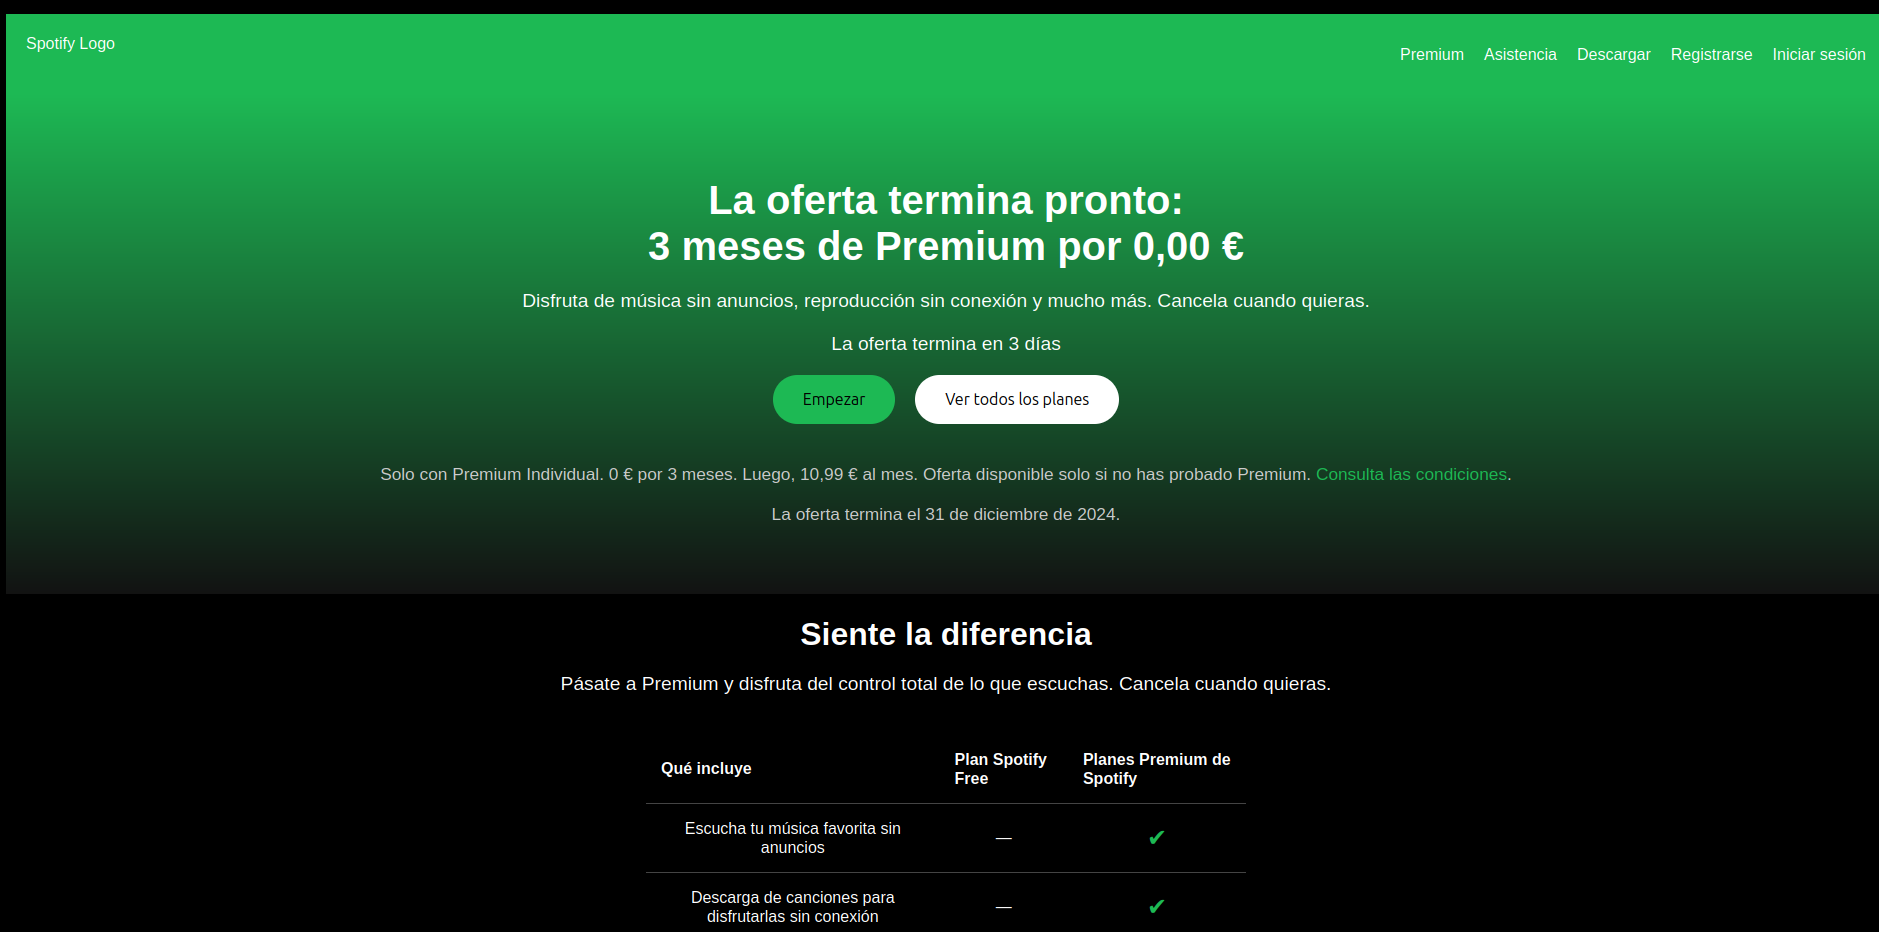 Spotify Logo
Premium Asistencia Descargar Registrarse Iniciar sesión
La oferta termina pronto:
3 meses de Premium por 0,00 €
Disfruta de música sin anuncios, reproducción sin conexión y mucho más. Cancela cuando quieras.
La oferta termina en 3 días
Empezar Ver todos los planes
Solo con Premium Individual. 0 € por 3 meses. Luego, 10,99 € al mes. Oferta disponible solo si no has probado Premium. Consulta las condiciones.
La oferta termina el 31 de diciembre de 2024.
Siente la diferencia
Pásate a Premium y disfruta del control total de lo que escuchas. Cancela cuando quieras.
Qué incluye
Plan Spotify
Free
Planes Premium de
Spotify
Escucha tu música favorita sin
anuncios
— ✔
Descarga de canciones para
disfrutarlas sin conexión
— ✔